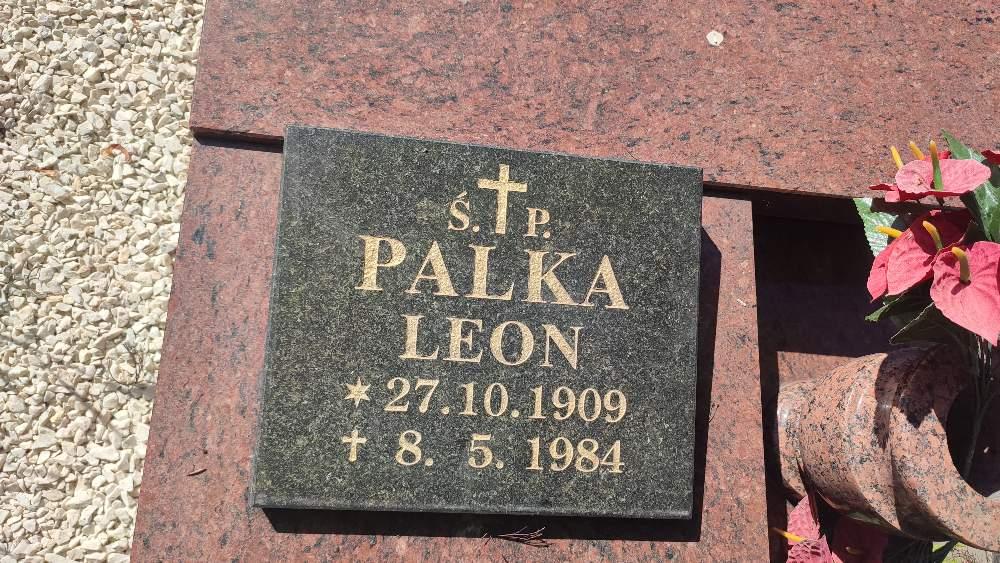 Ś. P.
PALKA
LEON
27.10.1909
8. 5. 1984